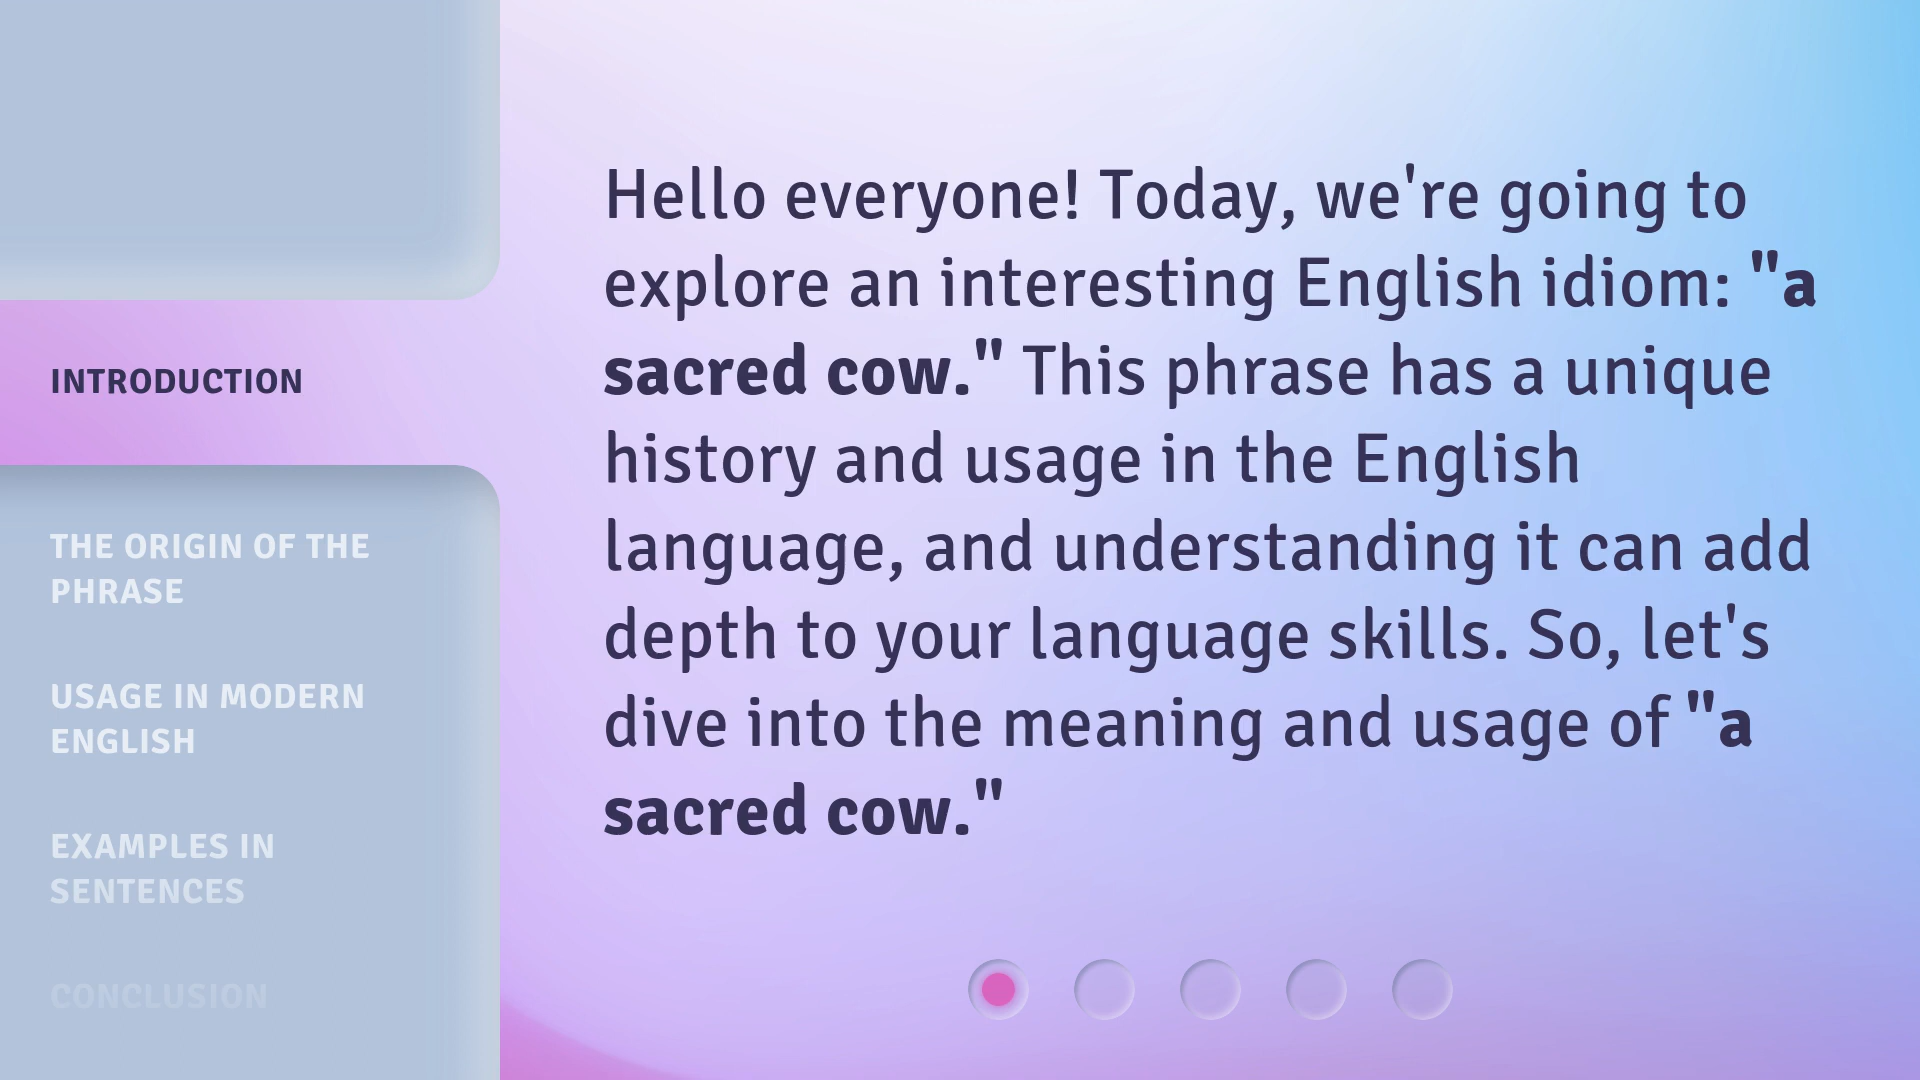 INTRODUCTION
THE ORIGIN OF THE
PHRASE
USAGE IN MODERN
ENGLISH
EXAMPLES IN
SENTENCES
CONCLUSION
Hello everyone! Today, we're going to
explore an interesting English idiom: "a
sacred cow." This phrase has a unique
history and usage in the English
language, and understanding it can add
depth to your language skills. So, let's
dive into the meaning and usage of "a
sacred cow."